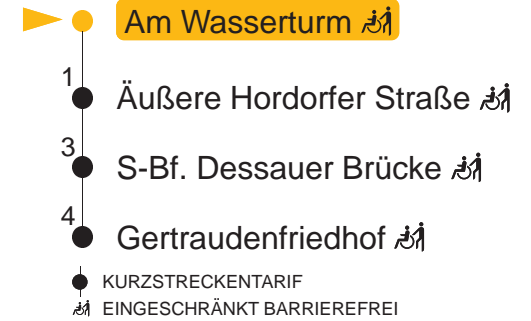 Am Wasserturm
1
Äußere Hordorfer Straße
3
S-Bf. Dessauer Brücke
4
Gertraudenfriedhof
KURZSTRECKENTARIF
EINGESCHRÄNKT BARRIEREFREI